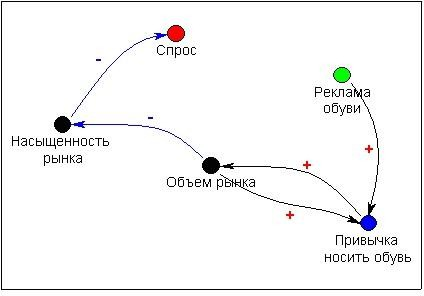 Спрос
-
Реклама
обуви
-
Насыщенность
рынка
+
+
Объем рынка
+
Привычка
носить обувь